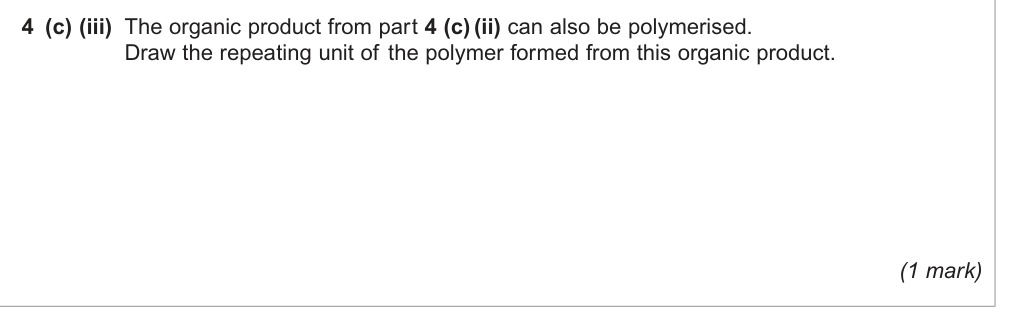 4 (c) (iii) The organic product from part 4 (c) (ii) can also be polymerised.
Draw the repeating unit of the polymer formed from this organic product.
(1 mark)